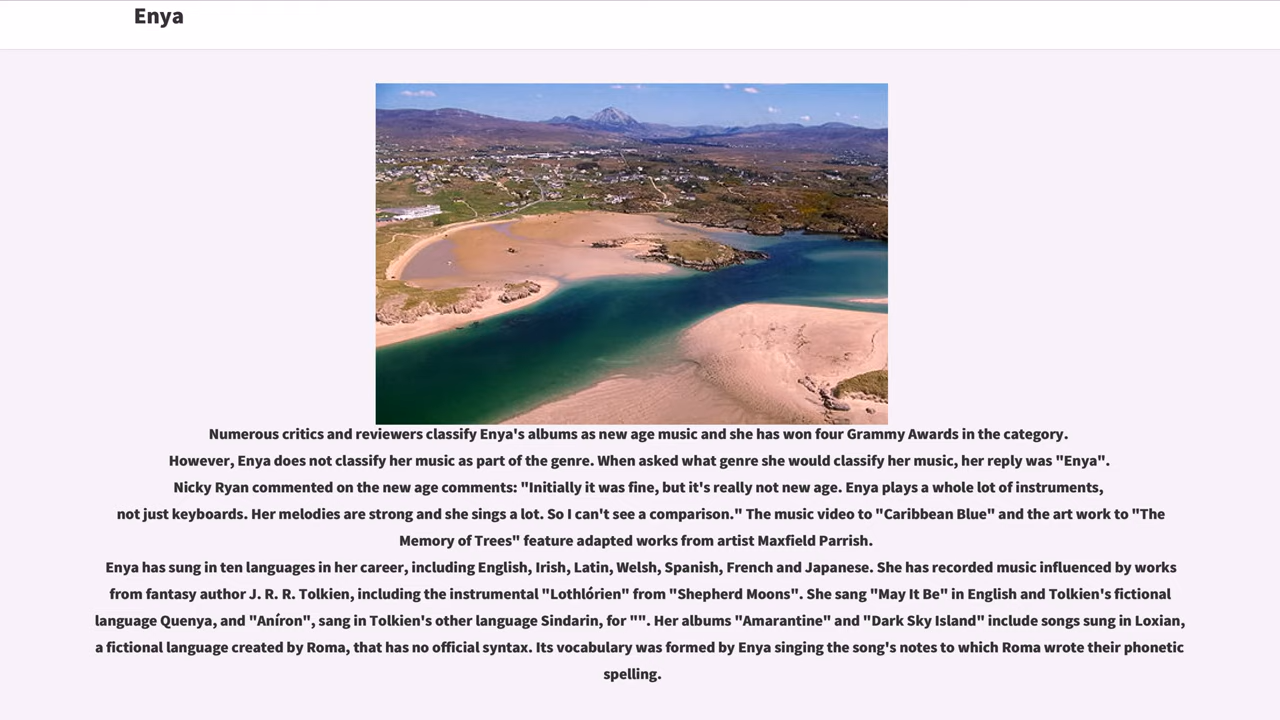 Enya
Numerous critics and reviewers classify Enya's albums as new age music and she has won four Grammy Awards in the category.
However, Enya does not classify her music as part of the genre. When asked what genre she would classify her music, her reply was "Enya".
Nicky Ryan commented on the new age comments: "Initially it was fine, but it's really not new age. Enya plays a whole lot of instruments,
not just keyboards. Her melodies are strong and she sings a lot. So I can't see a comparison." The music video to "Caribbean Blue" and the art work to "The
Memory of Trees" feature adapted works from artist Maxfield Parrish.
Enya has sung in ten languages in her career, including English, Irish, Latin, Welsh, Spanish, French and Japanese. She has recorded music influenced by works
from fantasy author J. R. R. Tolkien, including the instrumental "Lothlórien" from "Shepherd Moons". She sang "May It Be" in English and Tolkien's fictional
language Quenya, and "Aníron", sang in Tolkien's other language Sindarin, for "". Her albums "Amarantine" and "Dark Sky Island" include songs sung in Loxian,
a fictional language created by Roma, that has no official syntax. Its vocabulary was formed by Enya singing the song's notes to which Roma wrote their phonetic
spelling.